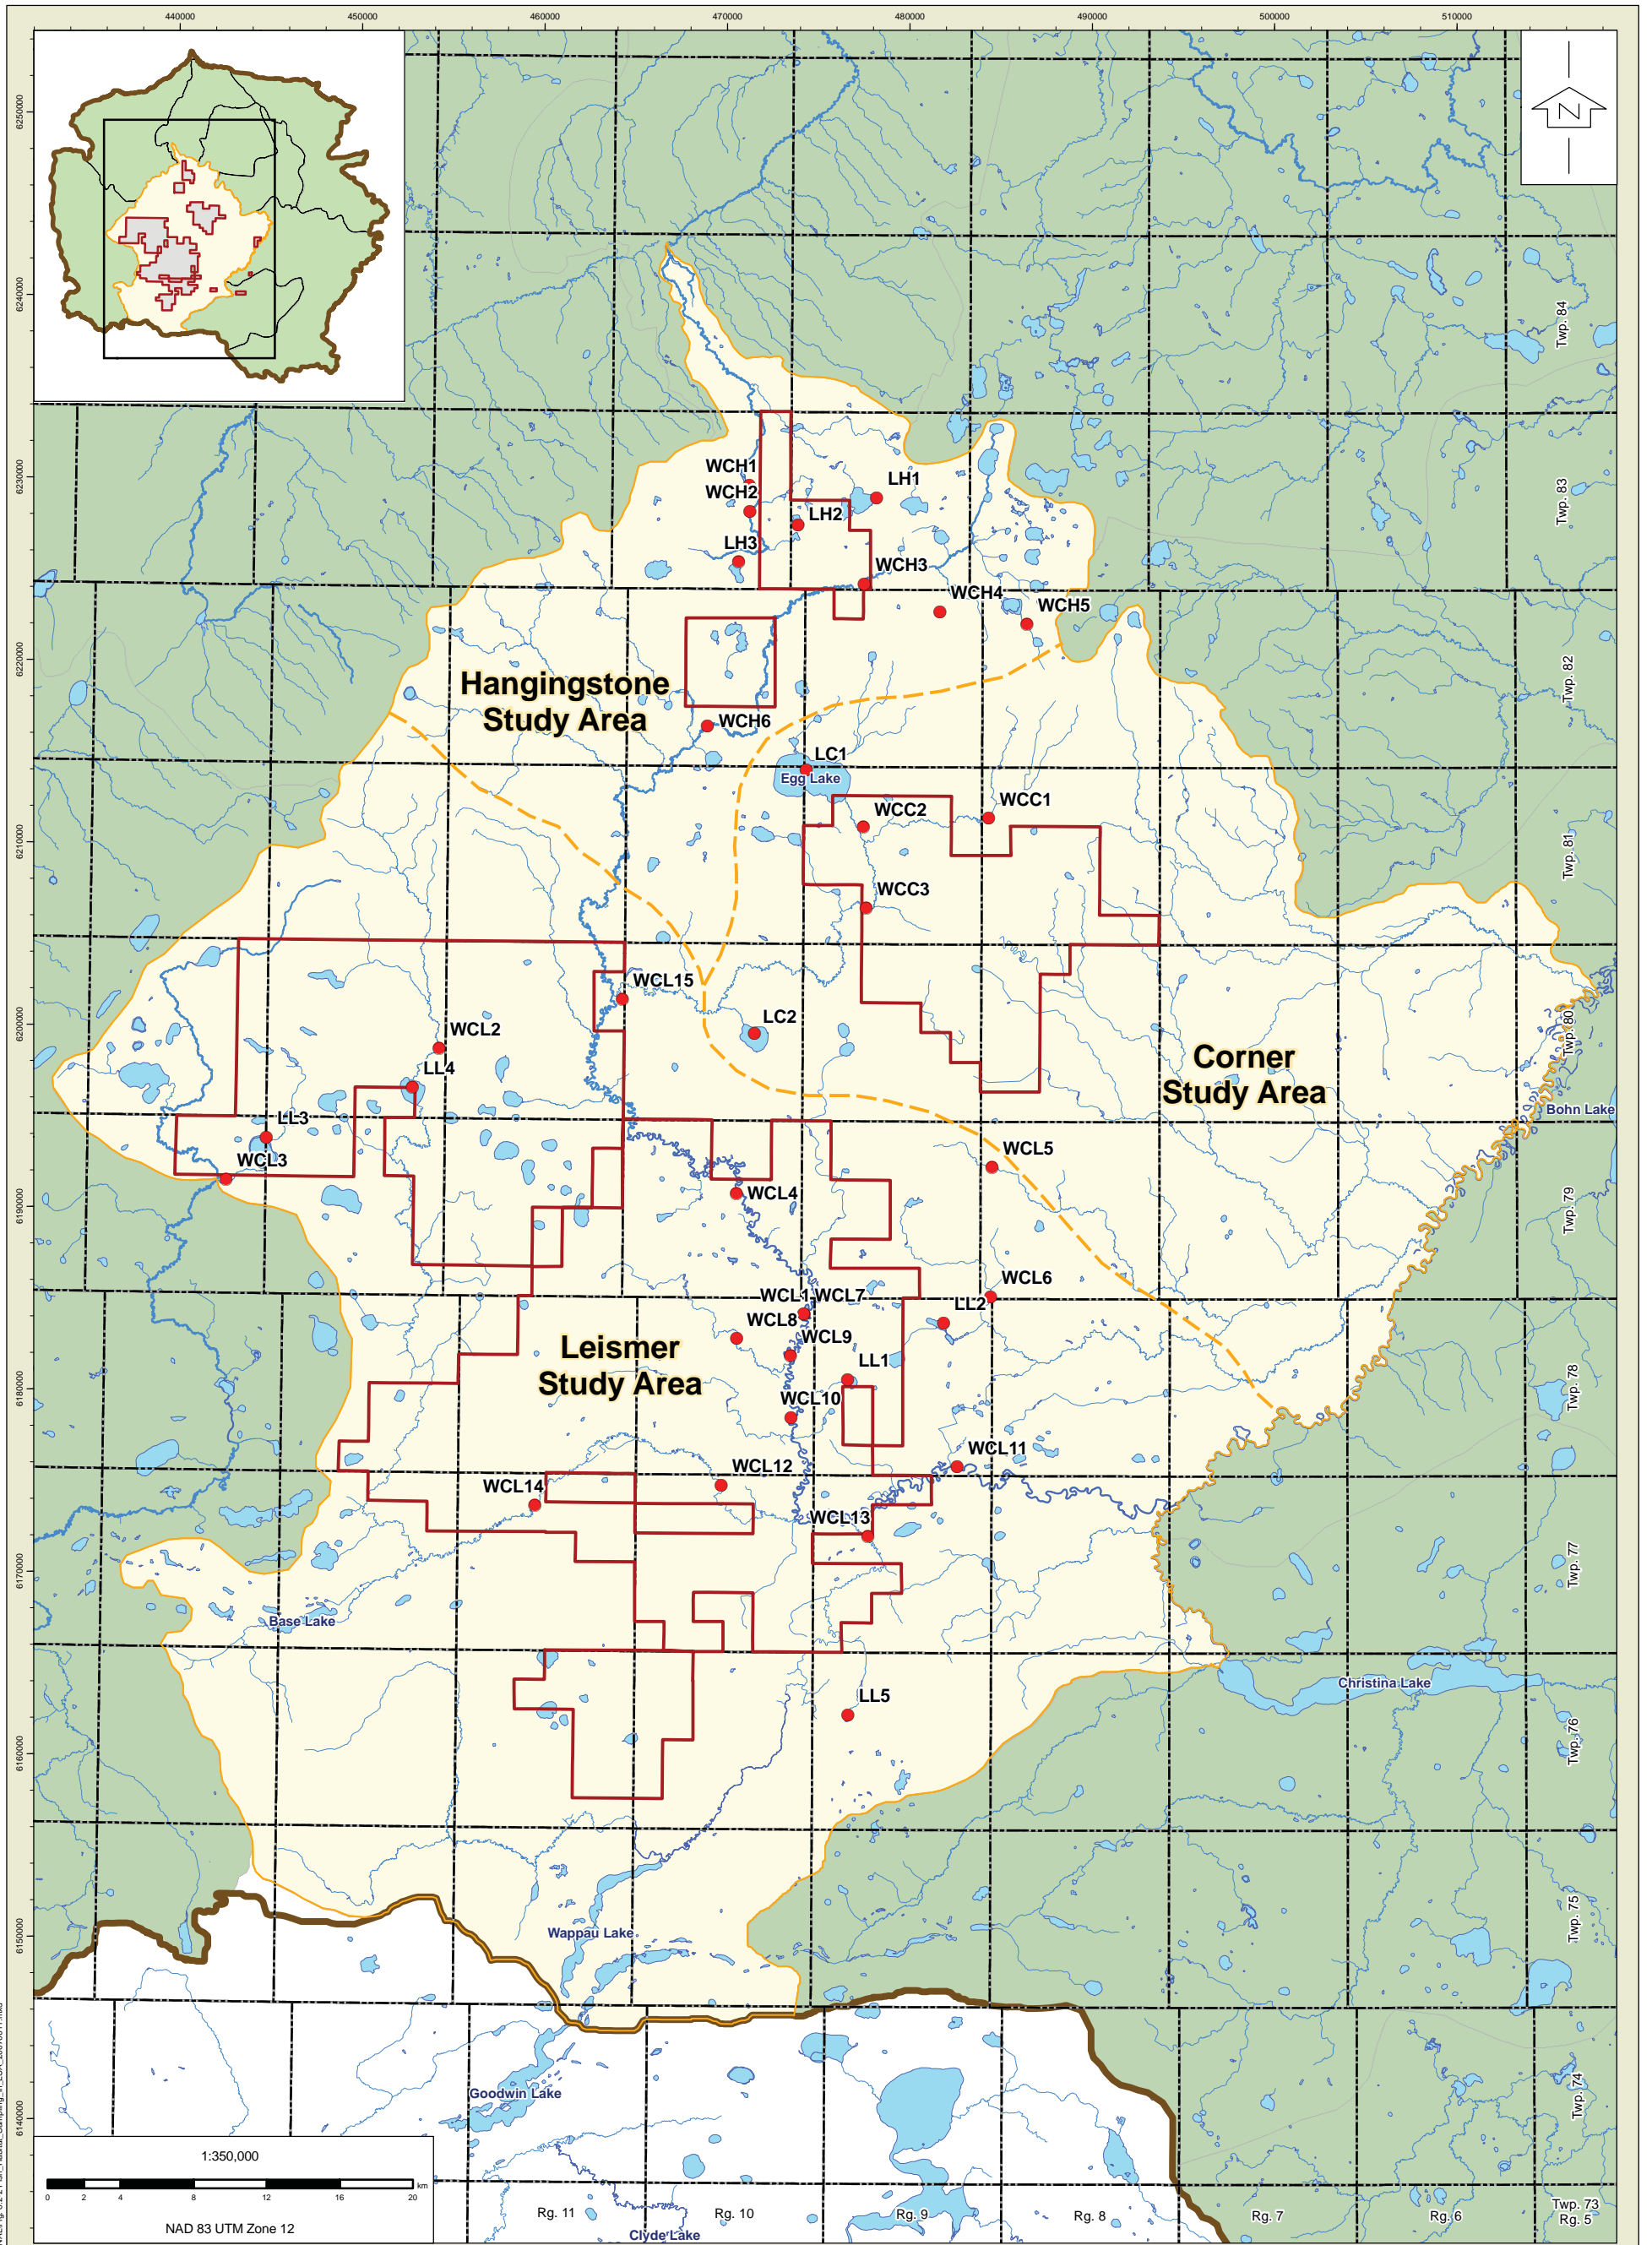 440000 450000 460000 470000 480000 490000 500000 510000
6250000
6240000
6230000
6220000
6210000
6200000
6190000
6180000
6170000
6160000
6150000
6140000
N
Twp. 84
Twp. 83
Twp. 82
Twp. 81
Twp. 80
Twp. 79
Twp. 78
Twp. 77
Twp. 76
Twp. 75
Twp. 74
WCH1
WCH2
LH1
LH2
LH3
WCH3
WCH4
WCH5
Hangingstone
Study Area
WCH6
LC1
Egg Lake
WCC2
WCC1
WCC3
WCL15
LC2
WCL2
LL4
Corner
Study Area
Bohn Lake
LL3
WCL3
WCL5
WCL4
WCL6
WCL1 WCL7
LL2
WCL8
WCL9
Leismer
Study Area
LL1
WCL10
WCL11
WCL12
WCL14
WCL13
Base Lake
Christina Lake
LL5
Wappau Lake
Goodwin Lake
Clyde Lake
1:350,000
km
0 2 4 8 12 16 20
NAD 83 UTM Zone 12
Rg. 11 Rg. 10 Rg. 9 Rg. 8 Rg. 7 Rg. 6
Twp. 73
Rg. 5